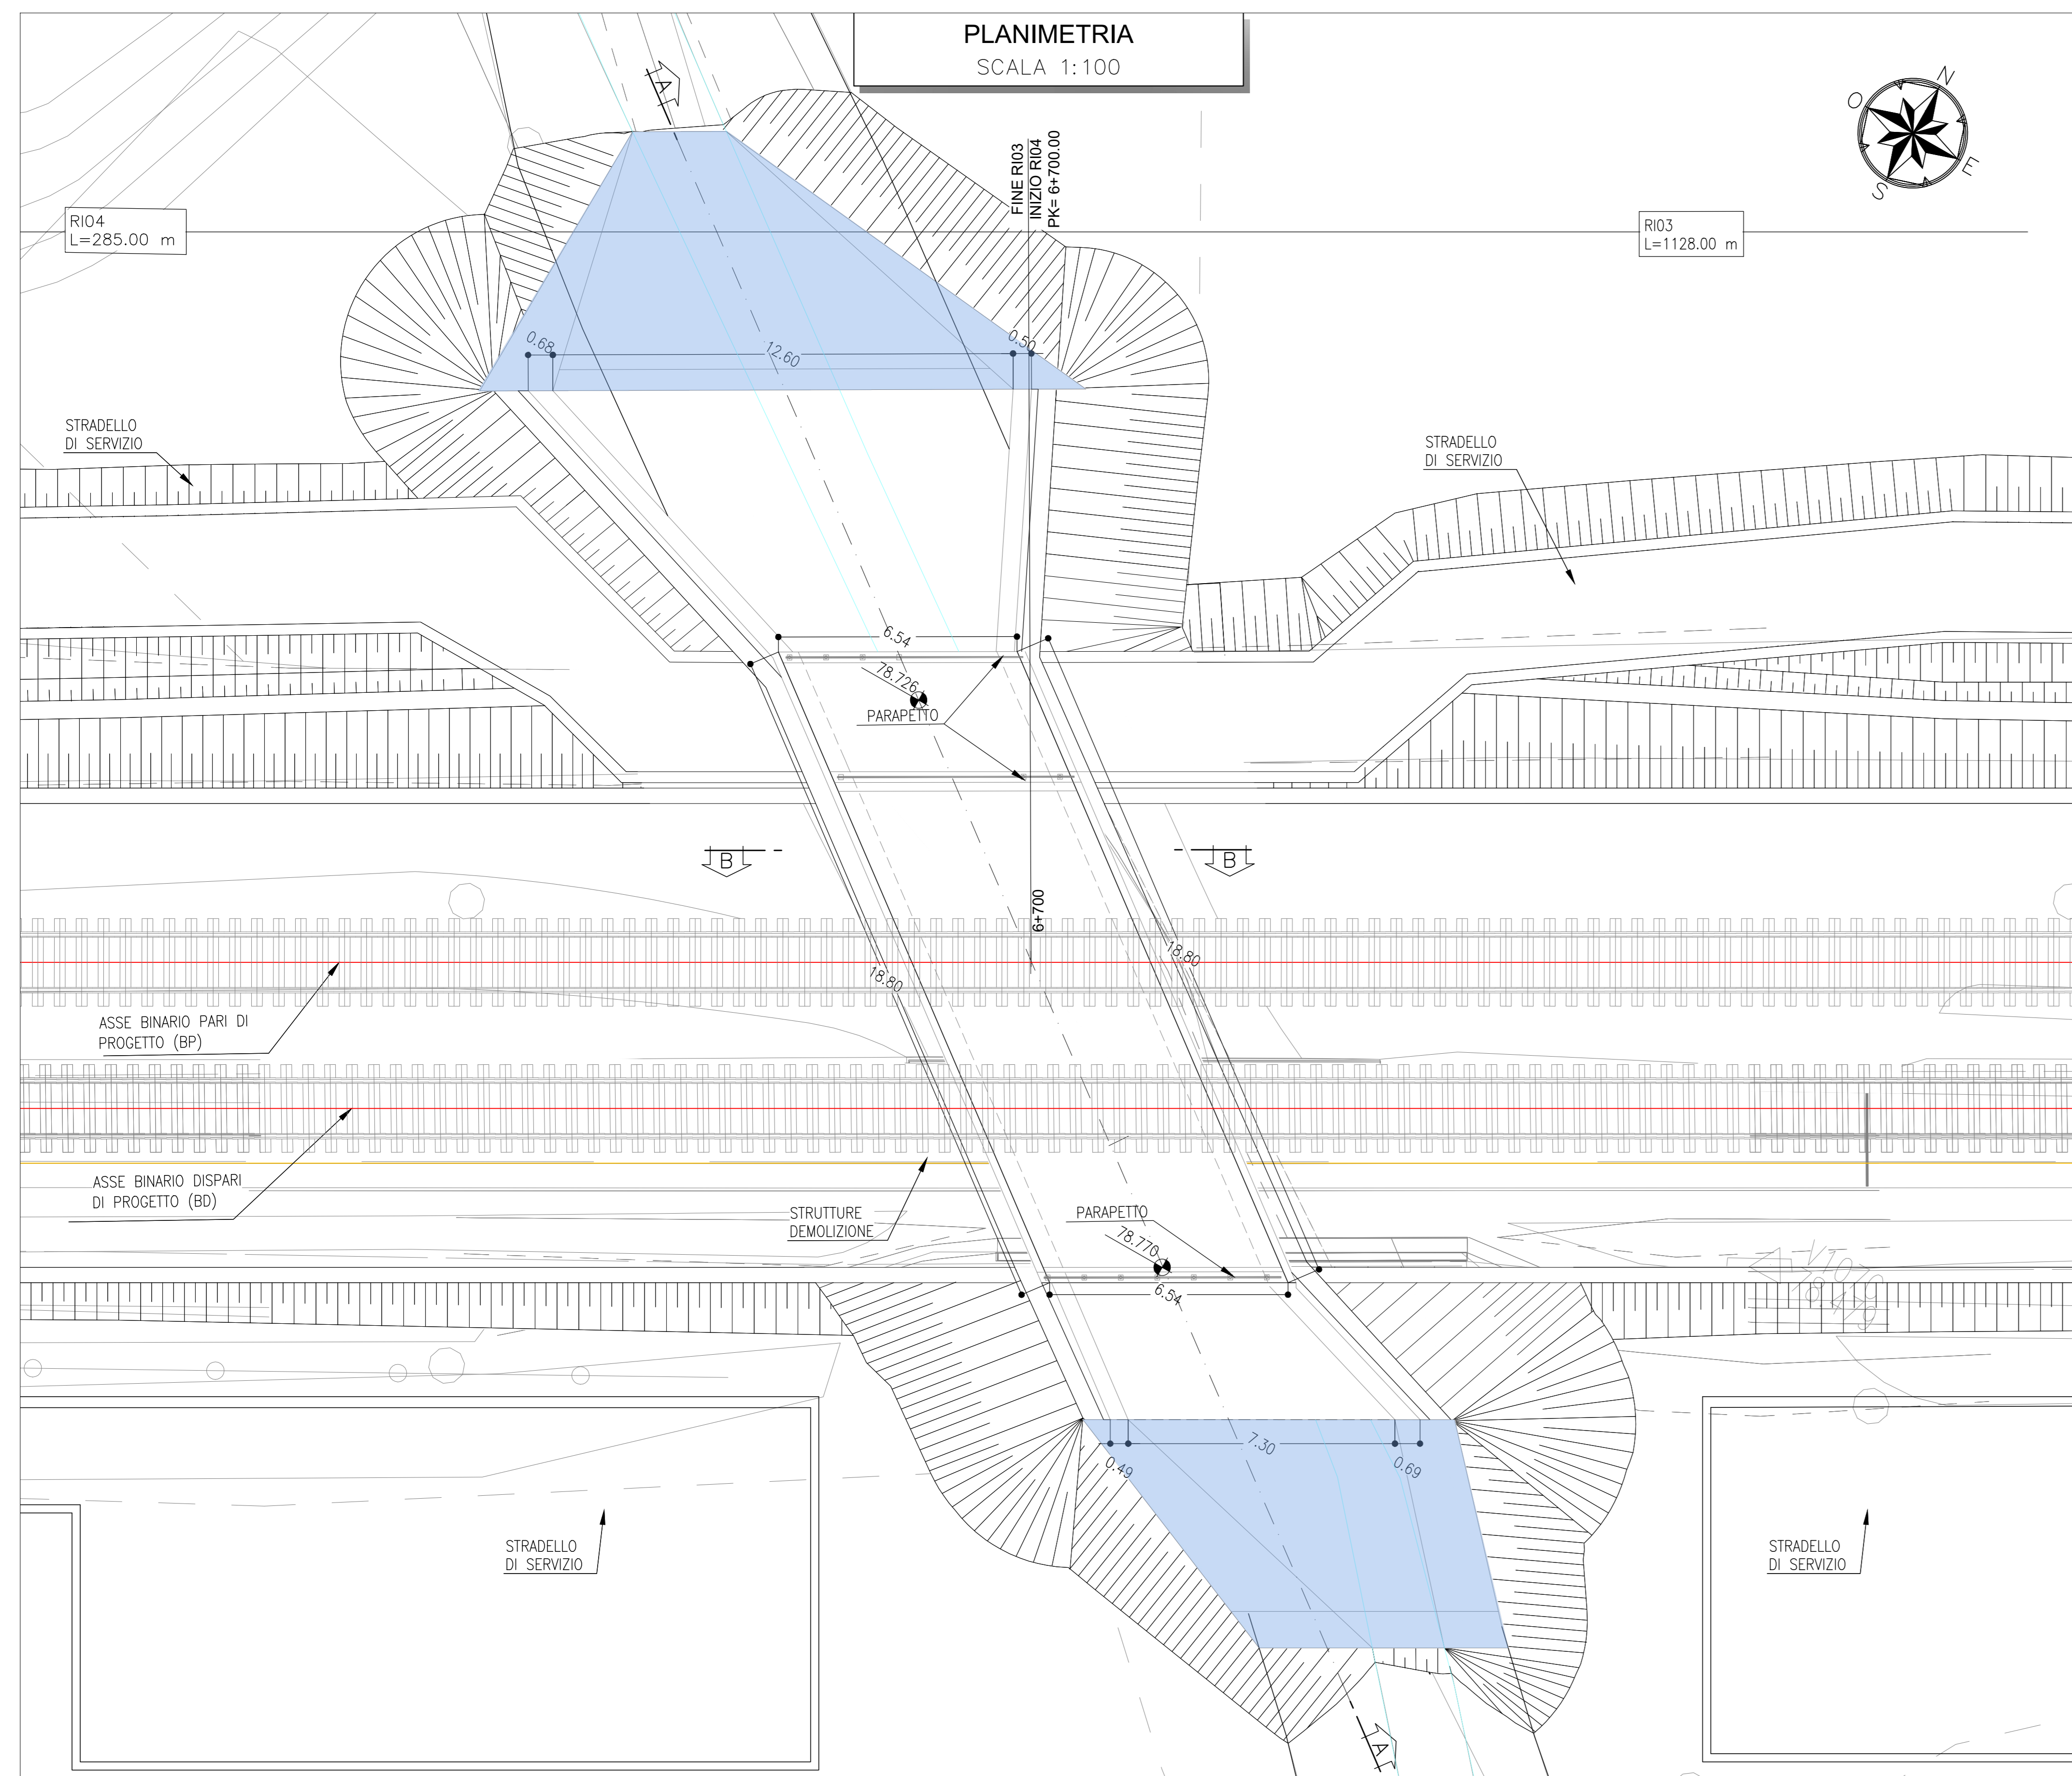 PLANIMETRIA
SCALA 1:100
A
N
O
E
S
FINE RI03
INIZIO RI04
PK= 6+700.00
RI04
L=285.00 m
RI03
L=1128.00 m
0.68
12.60
0.50
STRADELLO
DI SERVIZIO
STRADELLO
DI SERVIZIO
6.54
78.726
PARAPETTO
B
B
6+700
18.80
18.80
ASSE BINARIO PARI DI
PROGETTO (BP)
ASSE BINARIO DISPARI
DI PROGETTO (BD)
STRUTTURE
DEMOLIZIONE
PARAPETTO
78.770
6.54
7.30
0.49
0.69
STRADELLO
DI SERVIZIO
STRADELLO
DI SERVIZIO
A